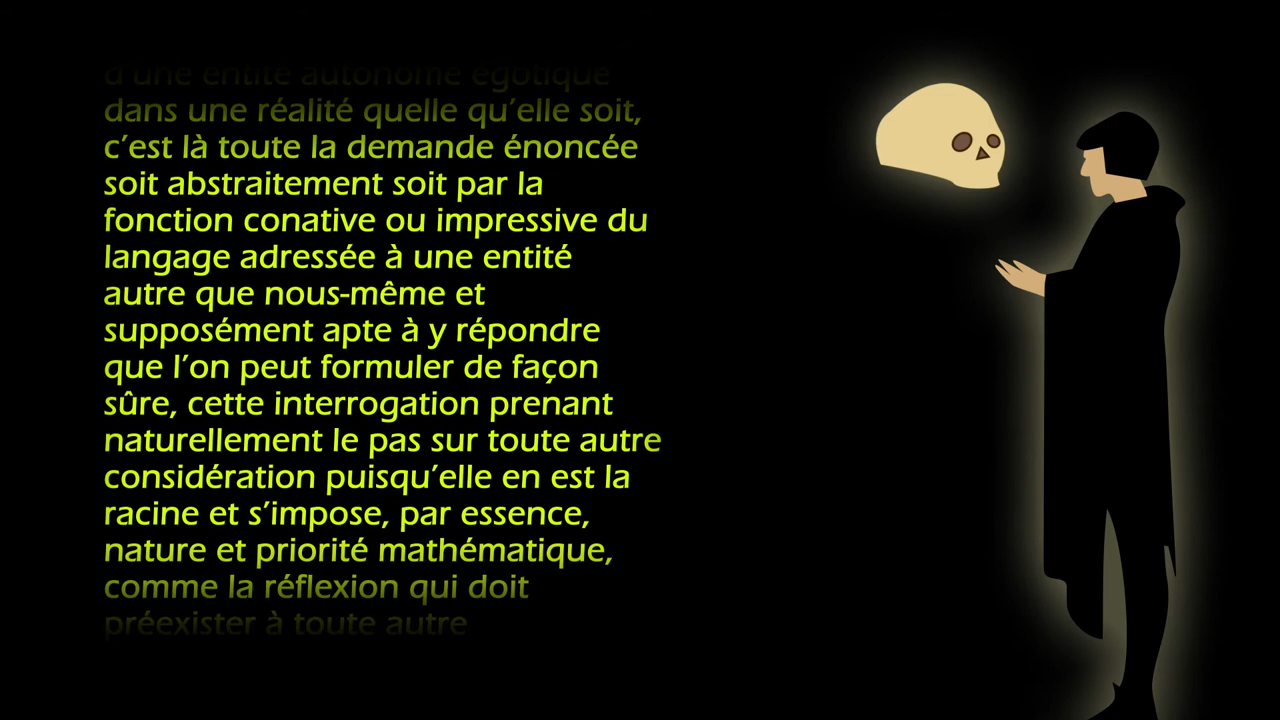 d’une entité autonome égotique
dans une réalité quelle qu’elle soit,
c’est là toute la demande énoncée
soit abstraitement soit par la
fonction conative ou impressive du
langage adressée à une entité
autre que nous-même et
supposément apte à y répondre
que l’on peut formuler de façon
sûre, cette interrogation prenant
naturellement le pas sur toute autre
considération puisqu’elle en est la
racine et s’impose, par essence,
nature et priorité mathématique,
comme la réflexion qui doit
préexister à toute autre